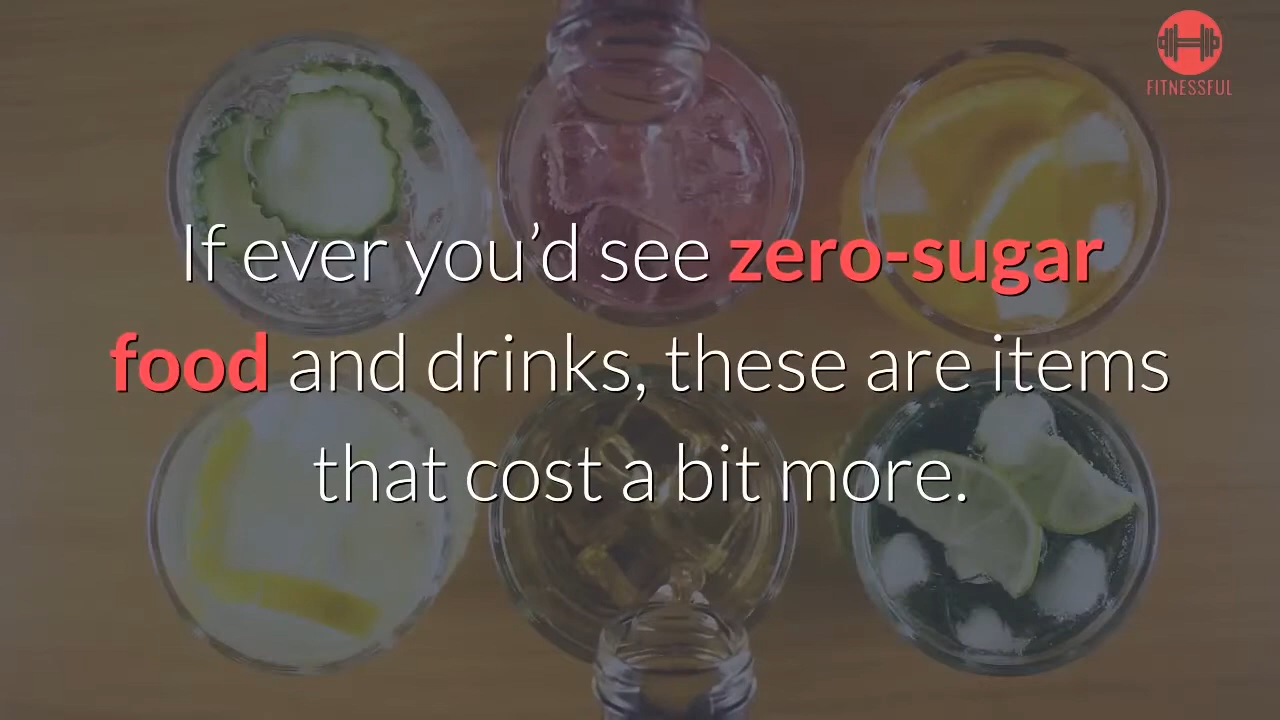 FITNESSFUL
If ever you’d see zero-sugar
food and drinks, these are items
that cost a bit more.